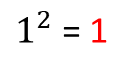 1² = 1